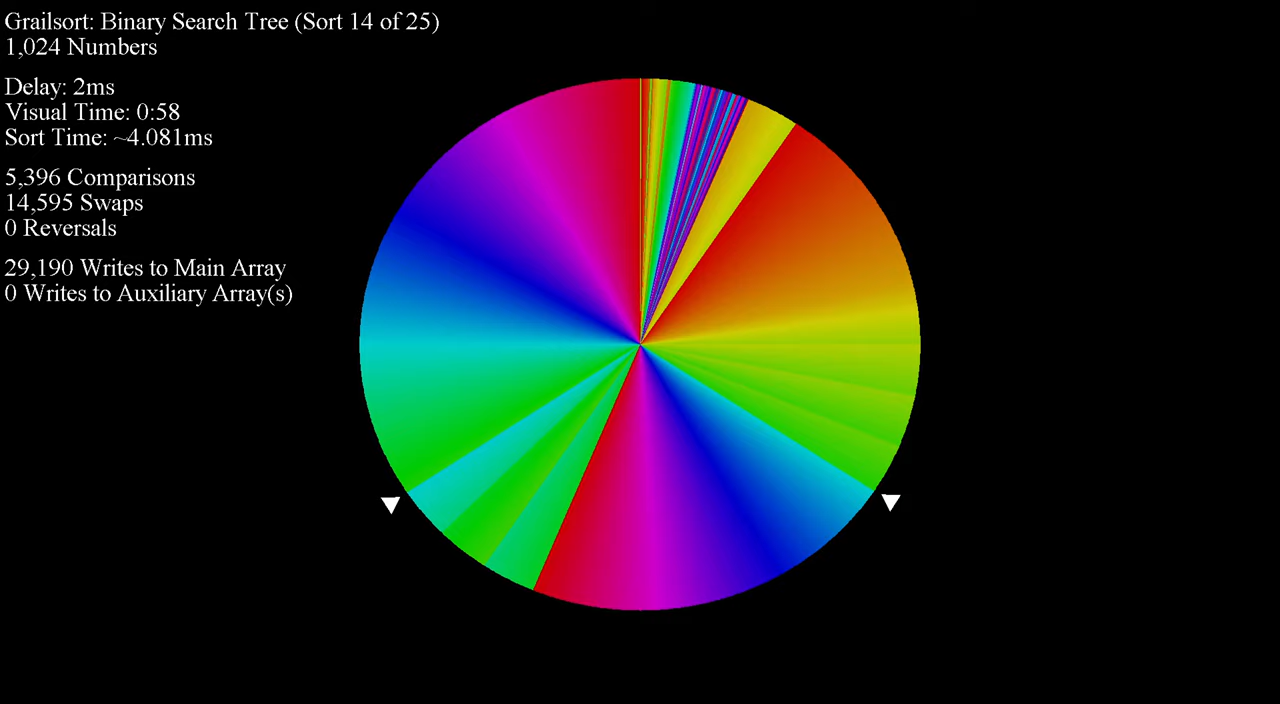 Grailsort: Binary Search Tree (Sort 14 of 25)
1,024 Numbers
Delay: 2ms
Visual Time: 0:58
Sort Time: ~4.081ms
5,396 Comparisons
14,595 Swaps
0 Reversals
29,190 Writes to Main Array
0 Writes to Auxiliary Array(s)